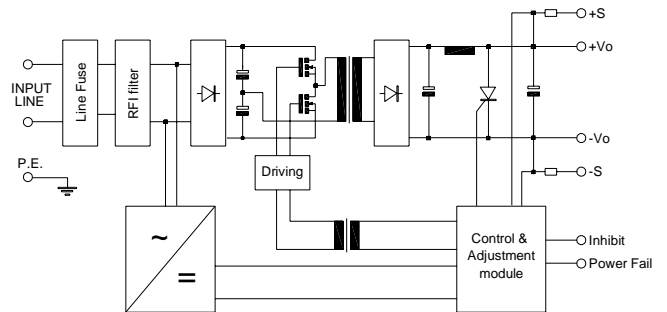 +S
+Vo
INPUT
LINE
Line Fuse
RFI filter
-Vo
P.E.
-S
Driving
~
=
Control &
Adjustment
module
Inhibit
Power Fail